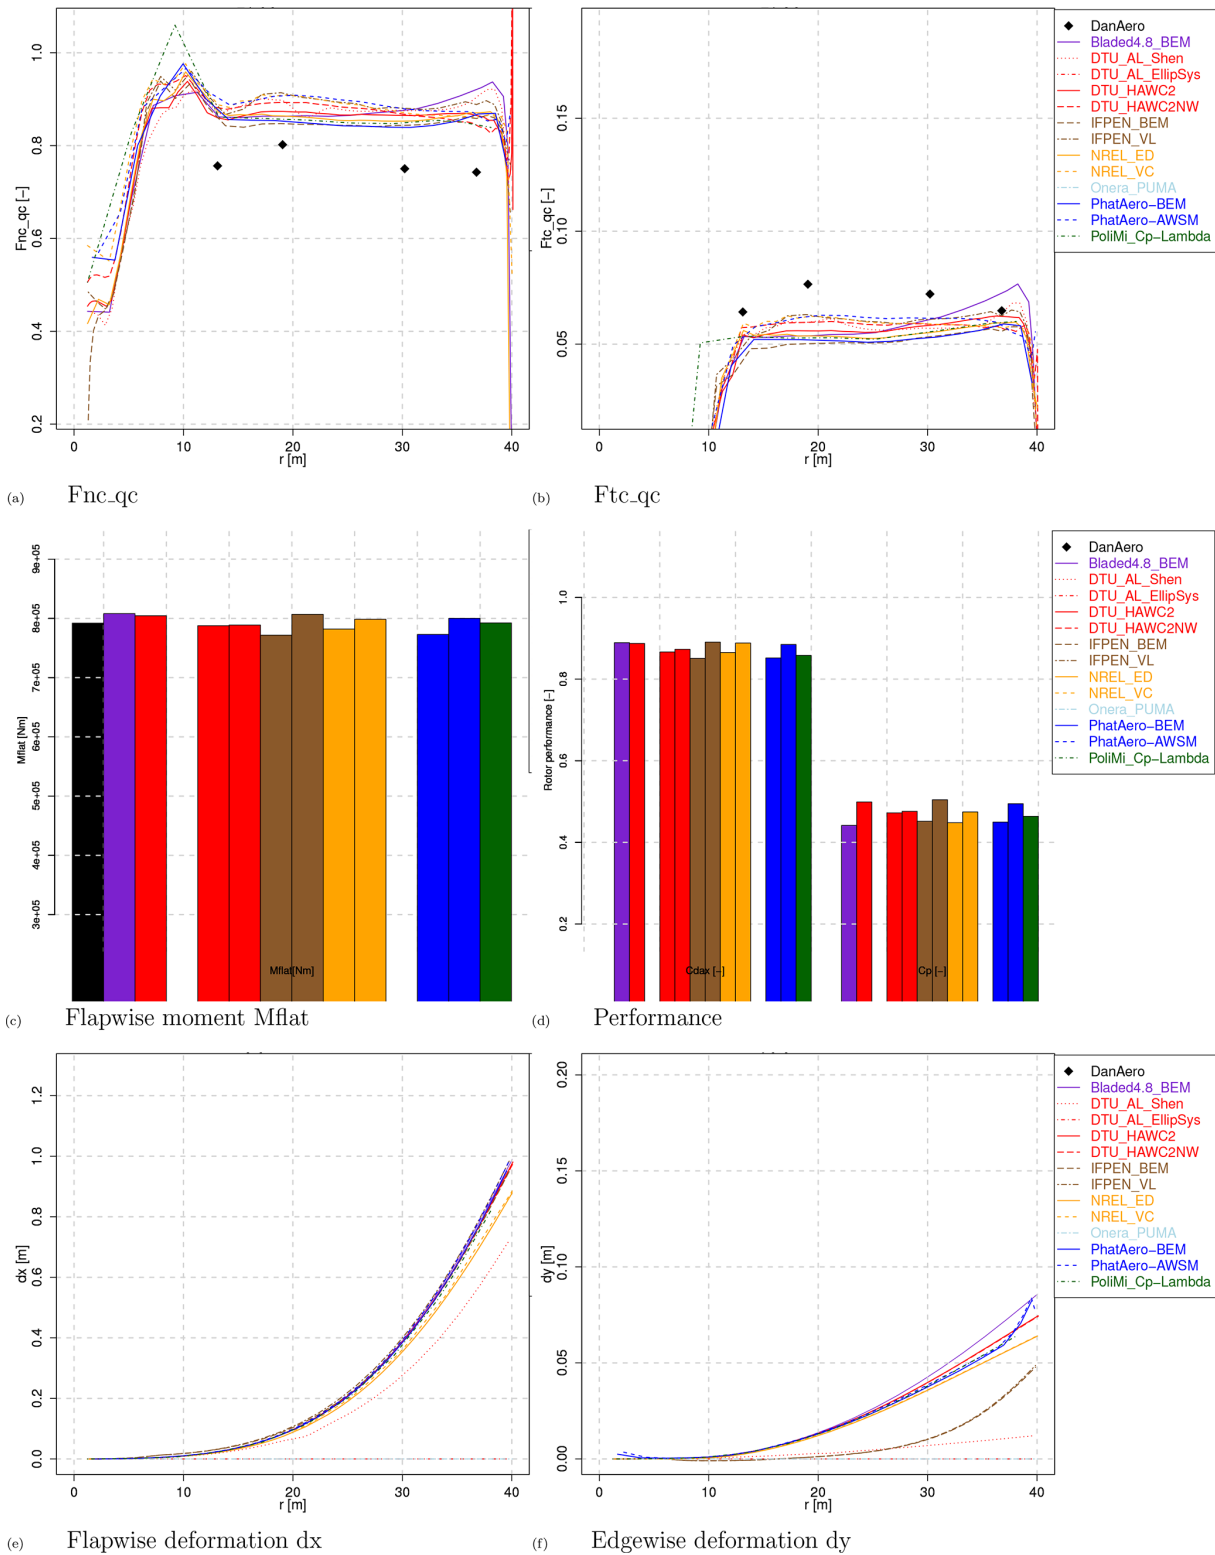 1.0
0.8
0.6
0.4
0.2
Fnc_qc [-]
0 10 20 30 40
r [m]
(a) Fnc_qc
0.15
0.10
0.05
Ftc_qc [-]
0 10 20 30 40
r [m]
(b) Ftc_qc
DanAero
Bladed4.8_BEM
DTU_AL_Shen
DTU_AL_EllipSys
DTU_HAWC2
DTU_HAWC2NW
IFPEN_BEM
IFPEN_VL
NREL_ED
NREL_VC
Onera_PUMA
PhatAero-BEM
PhatAero-AWSM
PoliMi_Cp-Lambda
9e+05
8e+05
7e+05
6e+05
5e+05
4e+05
3e+05
Mflat [Nm]
Mflat[Nm]
(c) Flapwise moment Mflat
1.0
0.8
0.6
0.4
0.2
Rotor performance [-]
Cdax [-] Cp [-]
(d) Performance
DanAero
Bladed4.8_BEM
DTU_AL_Shen
DTU_AL_EllipSys
DTU_HAWC2
DTU_HAWC2NW
IFPEN_BEM
IFPEN_VL
NREL_ED
NREL_VC
Onera_PUMA
PhatAero-BEM
PhatAero-AWSM
PoliMi_Cp-Lambda
1.2
1.0
0.8
0.6
0.4
0.2
0.0
dx [m]
0 10 20 30 40
r [m]
(e) Flapwise deformation dx
0.20
0.15
0.10
0.05
0.00
dy [m]
0 10 20 30 40
r [m]
(f) Edgewise deformation dy
DanAero
Bladed4.8_BEM
DTU_AL_Shen
DTU_AL_EllipSys
DTU_HAWC2
DTU_HAWC2NW
IFPEN_BEM
IFPEN_VL
NREL_ED
NREL_VC
Onera_PUMA
PhatAero-BEM
PhatAero-AWSM
PoliMi_Cp-Lambda